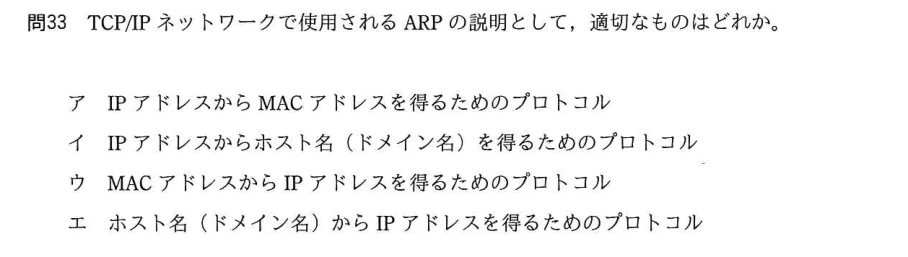 問33 TCP/IP ネットワークで使用される ARP の説明として，適切なものはどれか。
ア IP アドレスから MAC アドレスを得るためのプロトコル
イ IP アドレスからホスト名（ドメイン名）を得るためのプロトコル
ウ MAC アドレスから IP アドレスを得るためのプロトコル
エ ホスト名（ドメイン名）から IP アドレスを得るためのプロトコル